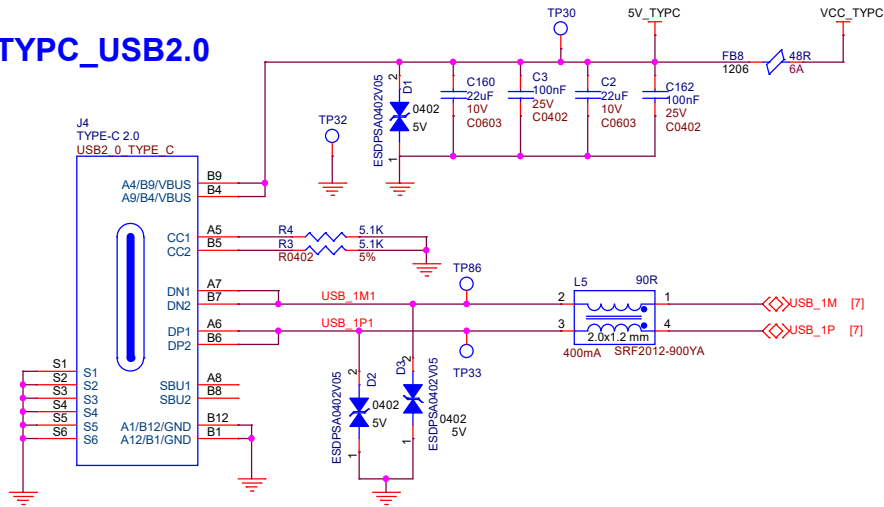 TYPC_USB2.0
TP30
5V_TYPC
VCC_TYPC
FB8
1206
48R
6A
ESDPSA0402V05
2
D1
0402
5V
1
C160
22uF
10V
C0603
C3
100nF
25V
C0402
C2
22uF
10V
C0603
C162
100nF
25V
C0402
TP32
J4
TYPE-C 2.0
USB2_0_TYPE_C
A4/B9/VBUS
B9
A9/B4/VBUS
B4
CC1
A5
R4
5.1K
CC2
B5
R3
5.1K
R0402
5%
DN1
A7
DN2
B7
USB_1M1
TP86
DP1
A6
DP2
B6
USB_1P1
TP33
L5
90R
2
1
3
4
2.0x1.2 mm
400mA
SRF2012-900YA
USB_1M
[7]
USB_1P
[7]
S1
S1
S2
S2
S3
S3
S4
S4
S5
S5
S6
S6
SBU1
A8
SBU2
B8
A1/B12/GND
B12
A12/B1/GND
B1
ESDPSA0402V05
2
D2
0402
5V
1
ESDPSA0402V05
2
D3
0402
5V
1